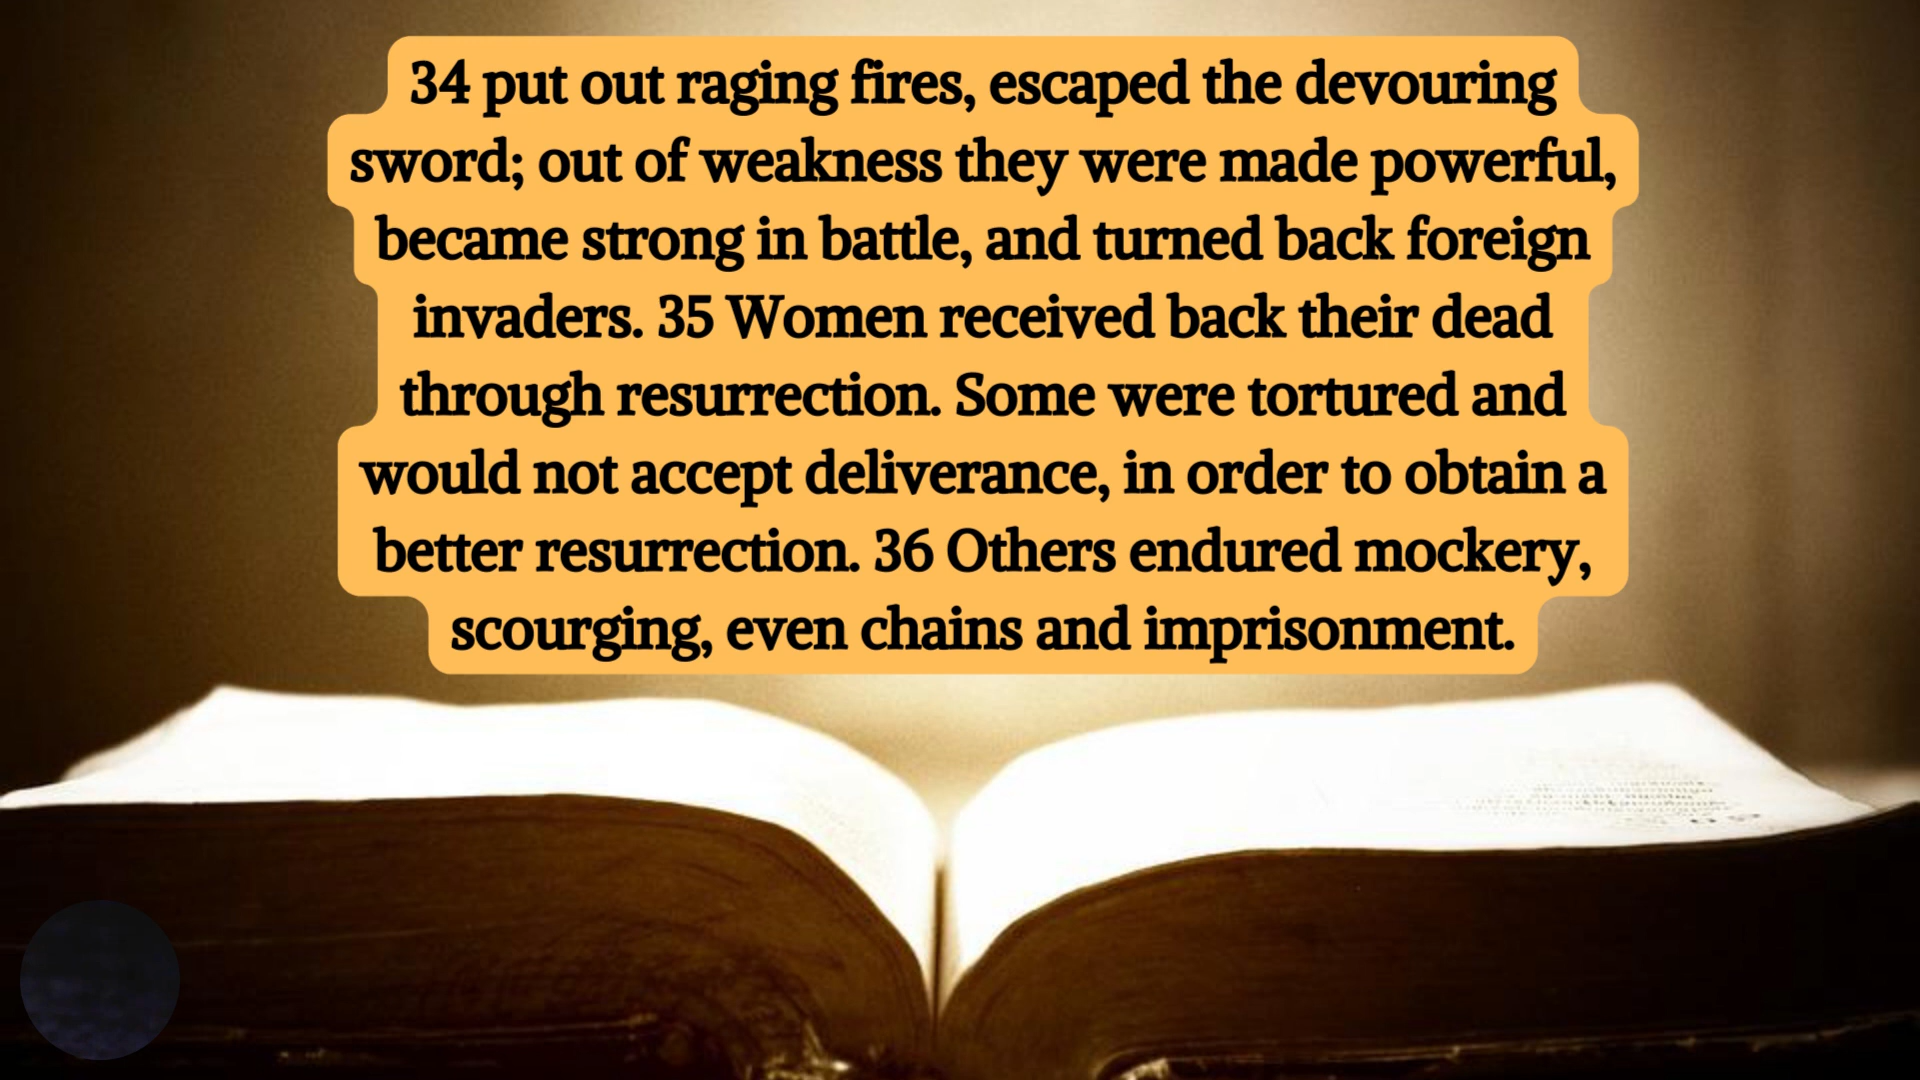 34 put out raging fires, escaped the devouring
sword; out of weakness they were made powerful,
became strong in battle, and turned back foreign
invaders. 35 Women received back their dead
through resurrection. Some were tortured and
would not accept deliverance, in order to obtain a
better resurrection. 36 Others endured mockery,
scourging, even chains and imprisonment.